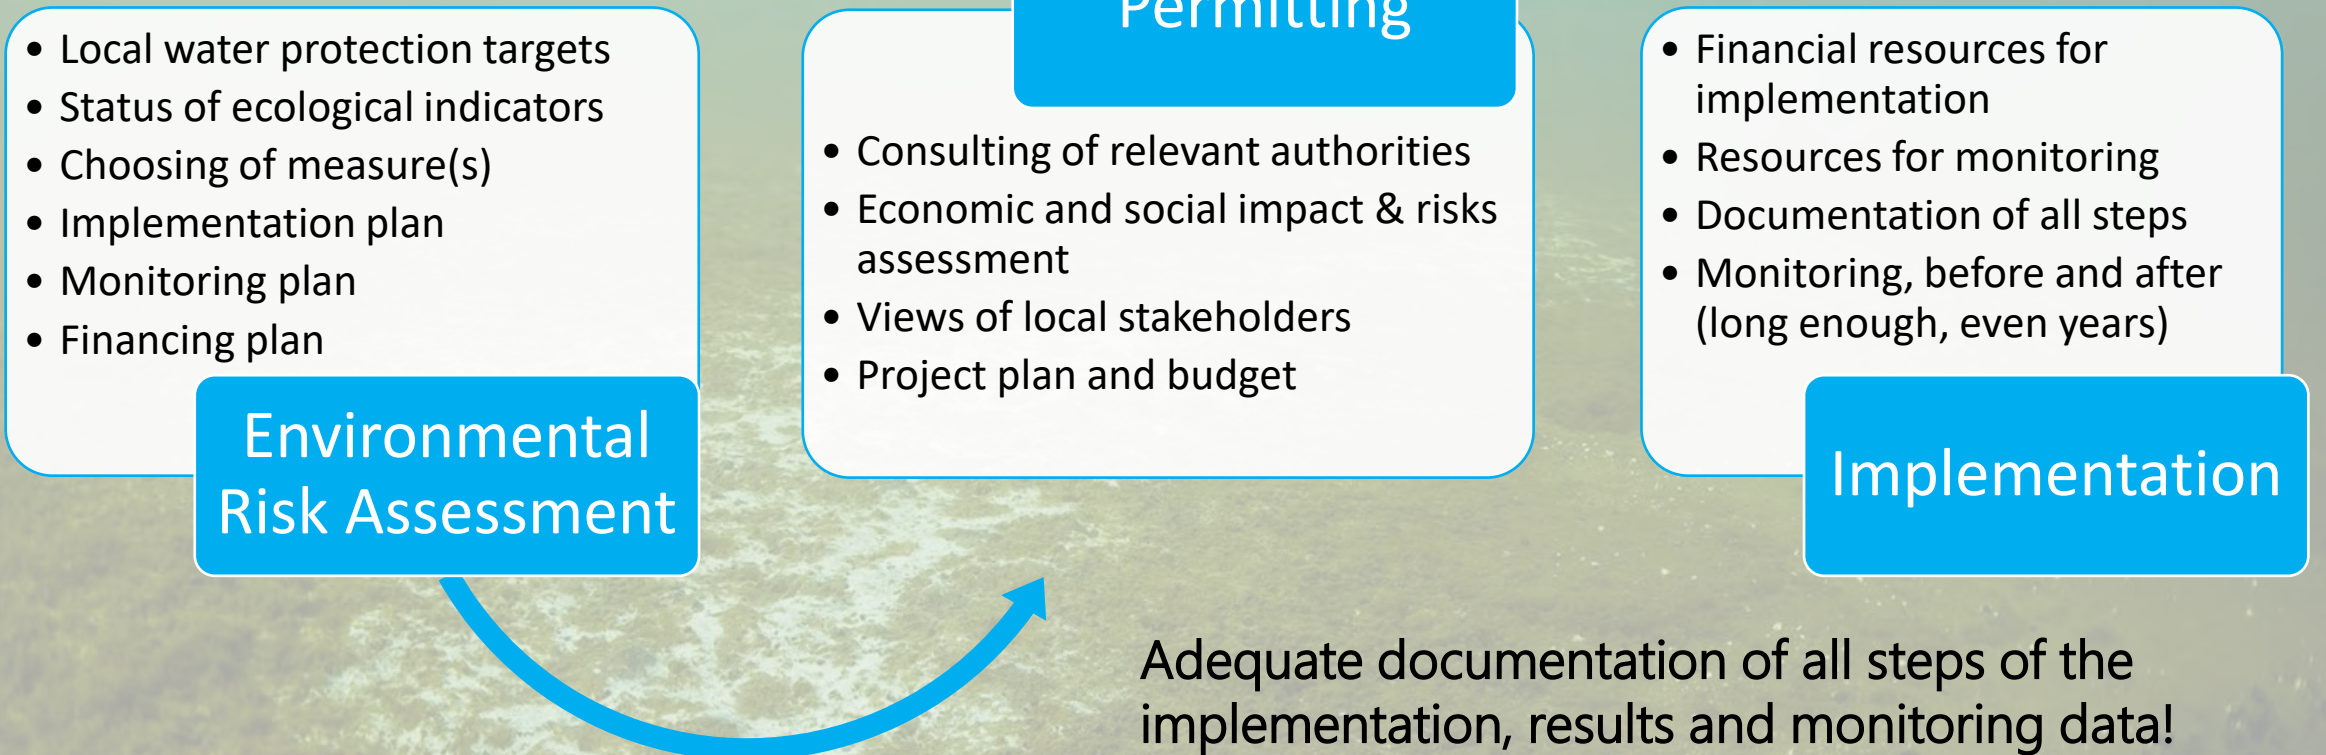 • Local water protection targets
• Status of ecological indicators
• Choosing of measure(s)
• Implementation plan
• Monitoring plan
• Financing plan
Environmental
Risk Assessment
Permitting
• Consulting of relevant authorities
• Economic and social impact & risks
assessment
• Views of local stakeholders
• Project plan and budget
• Financial resources for
implementation
• Resources for monitoring
• Documentation of all steps
• Monitoring, before and after
(long enough, even years)
Implementation
Adequate documentation of all steps of the
implementation, results and monitoring data!